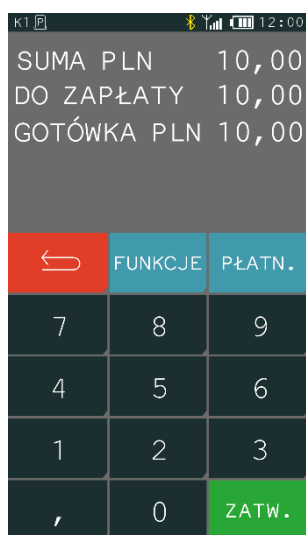 K1 P 12:00
SUMA PLN 10,00
DO ZAPŁATY 10,00
GOTÓWKA PLN 10,00
FUNKCJE PŁATN.
7 8 9
4 5 6
1 2 3
, 0 ZATW.